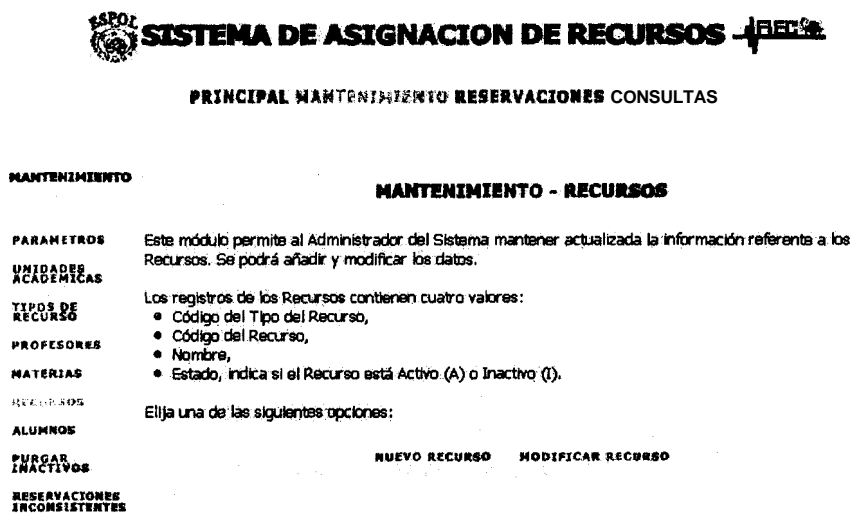 ESPOL
SISTEMA DE ASIGNACION DE RECURSOS
PRINCIPAL MANTENIMIENTO RESERVACIONES CONSULTAS
MANTENIMIENTO
MANTENIMIENTO - RECURSOS
PARAMETROS
UNIDADES
ACADEMICAS
TIPOS DE
RECURSO
PROFESORES
MATERIAS
RECURSOS
ALUMNOS
PURGAR
INACTIVOS
RESERVACIONES
INCONSISTENTES
Este módulo permite al Administrador del Sistema mantener actualizada la información referente a los
Recursos. Se podrá añadir y modificar los datos.
Los registros de los Recursos contienen cuatro valores:
• Código del Tipo del Recurso,
• Código del Recurso,
• Nombre,
• Estado, indica si el Recurso está Activo (A) o Inactivo (I).
Elija una de las siguientes opciones:
NUEVO RECURSO MODIFICAR RECURSO